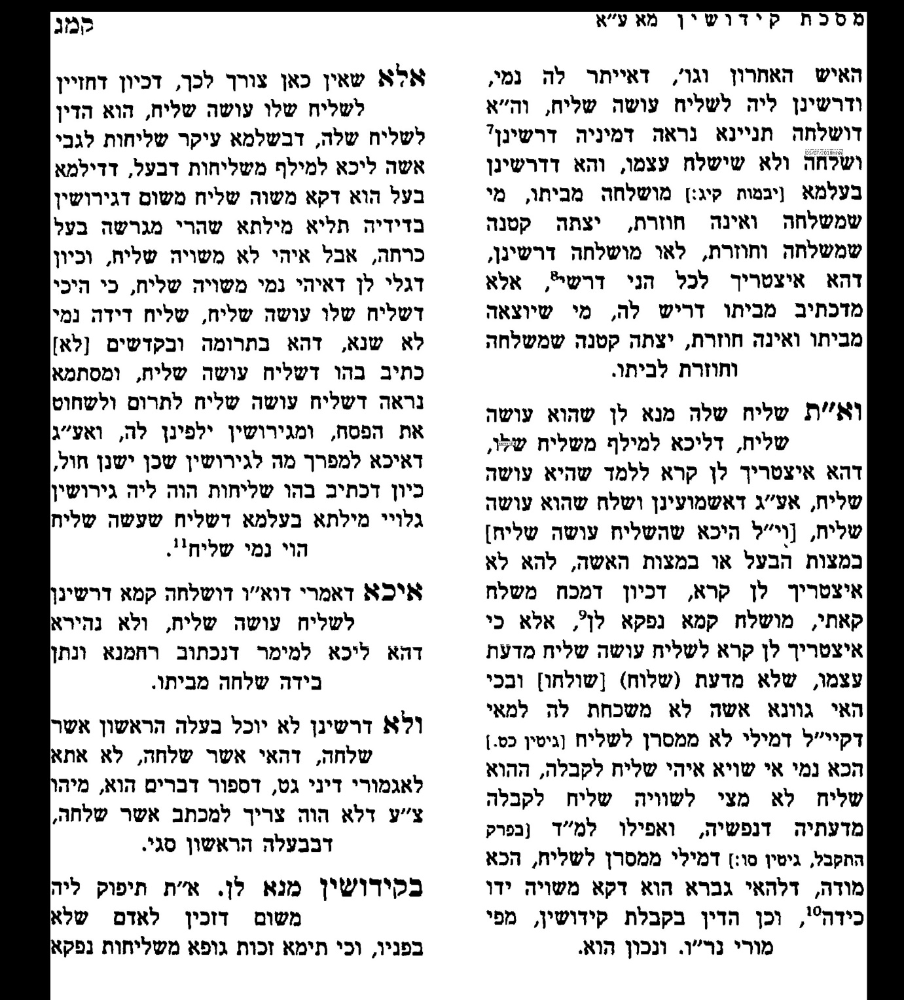 מסכת קידושין מא ע״א
קמג
האיש האחרון וגו׳, דאייתר לה נמי,
ודרשינן ליה לשליח עושה שליח, וה״א
דושלחה תניינא נראה דמיניה דרשינן7
ושלחה ולא שישלח עצמו, והא דדרשינן
בעלמא [יבמות קיג:] מושלחה מביתו, מי
שמשלחה ואינה חוזרת, יצתה קטנה
שמשלחה וחוזרת, לאו מושלחה דרשינן,
דהא איצטריך לכל הני דרשי8, אלא
מדכתיב מביתו דריש לה, מי שיוצאה
מביתו ואינה חוזרת, יצתה קטנה שמשלחה
וחוזרת לביתו.
וא״ת שליח שלה מנא לן שהוא עושה
שליח, דליכא למילף משליח שלו,
דהא איצטריך לן קרא ללמד שהיא עושה
שליח, אע״ג דאשמועינן ושלח שהוא עושה
שליח, [וי״ל היכא שהשליח עושה שליח]
במצות הבעל או במצות האשה, להא לא
איצטריך לן קרא, דכיון דמכח משלח
קאתי, מושלח קמא נפקא לן9, אלא כי
איצטריך לן קרא לשליח עושה שליח מדעת
עצמו, שלא מדעת (שלוח) [שולחו] ובכי
האי גוונא אשה לא משכחת לה למאי
דקיי״ל דמילי לא ממסרן לשליח [גיטין כט.]
הכא נמי אי שויא איהי שליח לקבלה, ההוא
שליח לא מצי לשוויה שליח לקבלה
מדעתיה דנפשיה, ואפילו למ״ד [בפרק
התקבל, גיטין סו:] דמילי ממסרן לשליח, הכא
מודה, דלהאי גברא הוא דקא משויה ידו
כידה10, וכן הדין בקבלת קידושין, מפי
מורי נר״ו. ונכון הוא.
אלא שאין כאן צורך לכך, דכיון דחזיין
לשליח שלו עושה שליח, הוא הדין
לשליח שלה, דבשלמא עיקר שליחות לגבי
אשה ליכא למילף משליחות דבעל, דדילמא
בעל הוא דקא משוה שליח משום דגירושין
בדידיה תליא מילתא שהרי מגרשה בעל
כרחה, אבל איהי לא משויה שליח, וכיון
דגלי לן דאיהי נמי משויה שליח, כי היכי
דשליח שלו עושה שליח, שליח דידה נמי
לא שנא, דהא בתרומה ובקדשים [לא]
כתיב בהו דשליח עושה שליח, ומסתמא
נראה דשליח עושה שליח לתרום ולשחוט
את הפסח, ומגירושין ילפינן לה, ואע״ג
דאיכא למפרך מה לגירושין שכן ישנן חול,
כיון דכתיב בהו שליחות הוה ליה גירושין
גלויי מילתא בעלמא דשליח שעשה שליח
הוי נמי שליח11.
איכא דאמרי דוא״ו דושלחה קמא דרשינן
לשליח עושה שליח, ולא נהירא
דהא ליכא למימר דנכתוב רחמנא ונתן
בידה שלחה מביתו.
ולא דרשינן לא יוכל בעלה הראשון אשר
שלחה, דהאי אשר שלחה, לא אתא
לאגמורי דיני גט, דספור דברים הוא, מיהו
צ״ע דלא הוה צריך למכתב אשר שלחה,
דבבעלה הראשון סגי.
בקידושין מנא לן. א״ת תיפוק ליה
משום דזכין לאדם שלא
בפניו, וכי תימא זכות גופא משליחות נפקא